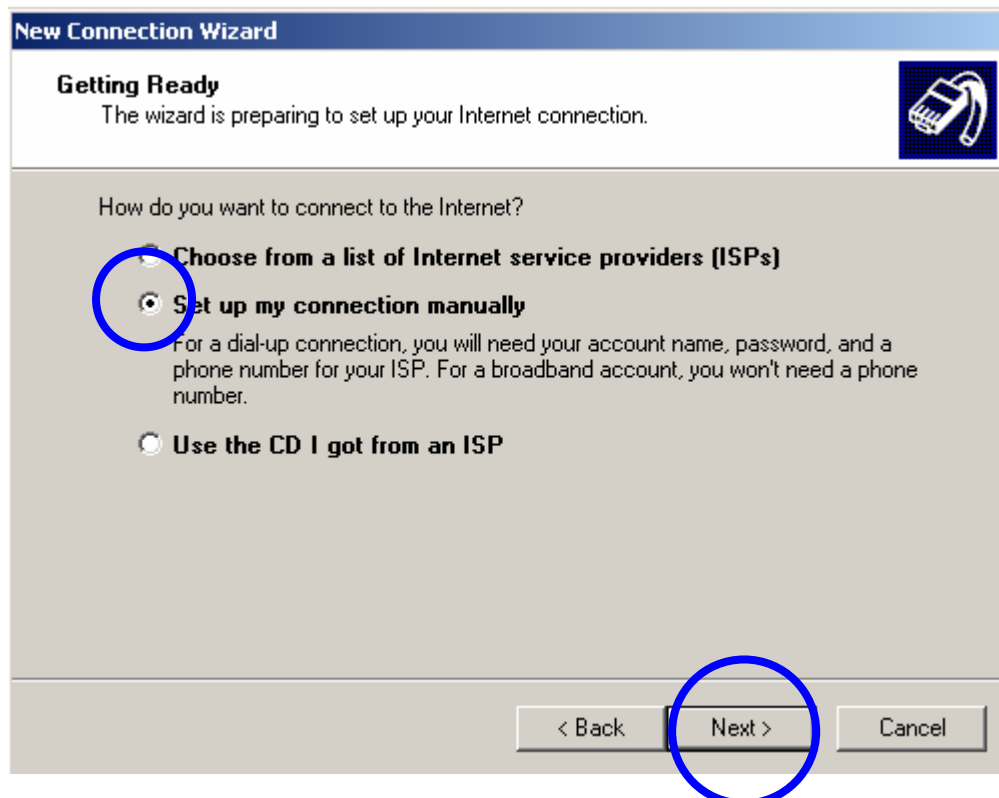 New Connection Wizard
Getting Ready
The wizard is preparing to set up your Internet connection.
How do you want to connect to the Internet?
Choose from a list of Internet service providers (ISPs)
Set up my connection manually
For a dial-up connection, you will need your account name, password, and a
phone number for your ISP. For a broadband account, you won't need a phone
number.
Use the CD I got from an ISP
< Back Next > Cancel